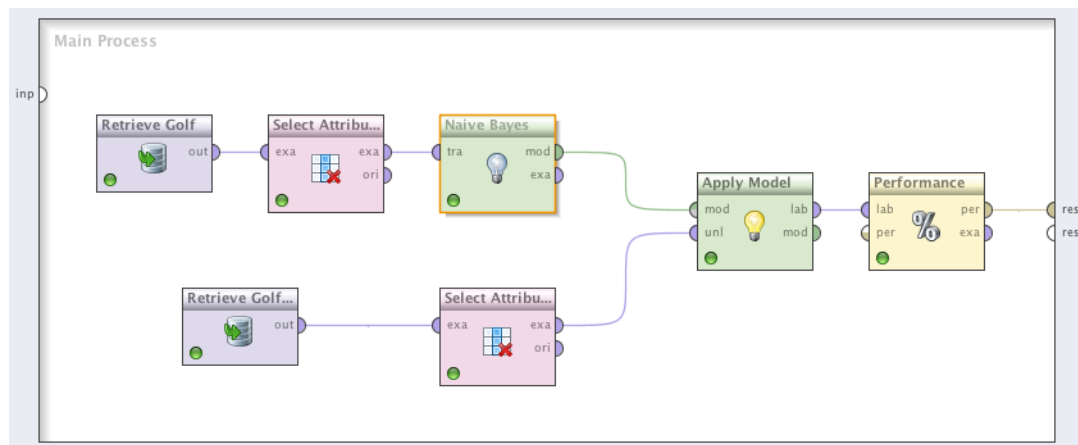 Main Process
inp
Retrieve Golf
out
Select Attribu...
exa exa
ori
Naive Bayes
tra mod
exa
Apply Model
mod lab
unl mod
Performance
lab per
% per exa
res
res
Retrieve Golf...
out
Select Attribu...
exa exa
ori